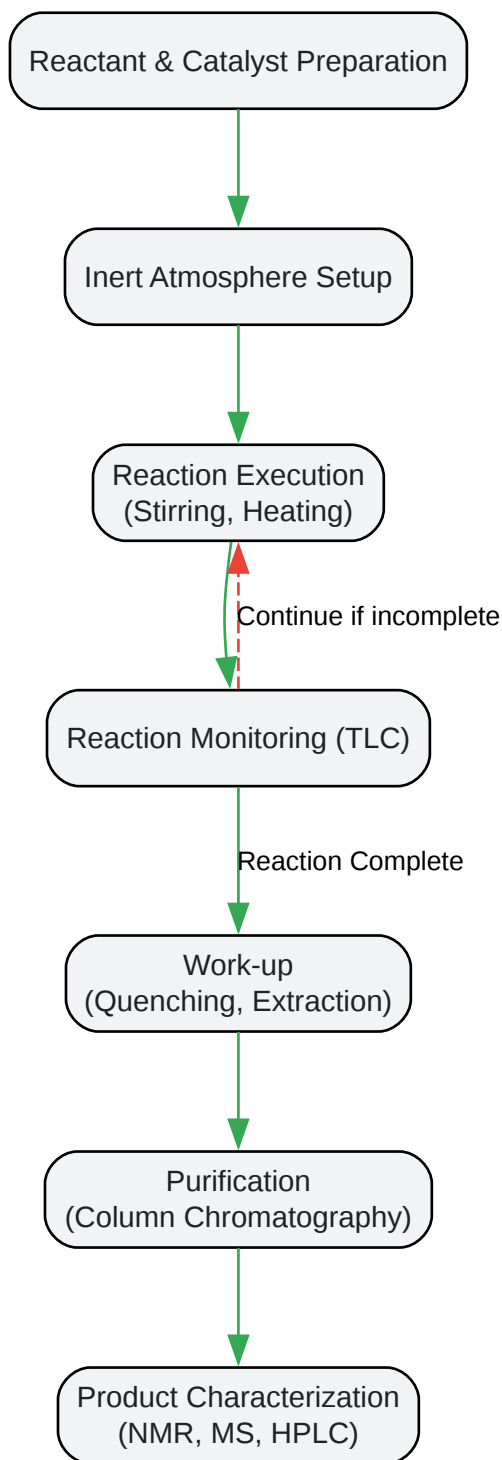 Reactant & Catalyst Preparation
Inert Atmosphere Setup
Reaction Execution
(Stirring, Heating)
Continue if incomplete
Reaction Monitoring (TLC)
Reaction Complete
Work-up
(Quenching, Extraction)
Purification
(Column Chromatography)
Product Characterization
(NMR, MS, HPLC)